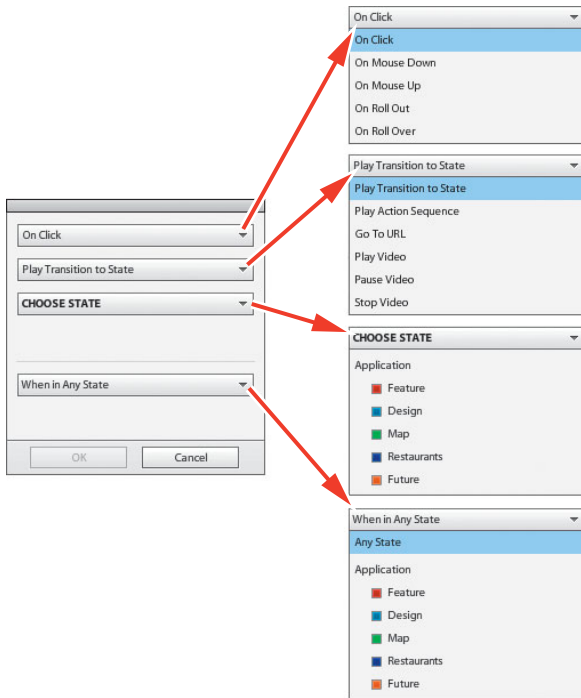 On Click
Play Transition to State
CHOOSE STATE
When in Any State
OK
Cancel
On Click
On Click
On Mouse Down
On Mouse Up
On Roll Out
On Roll Over
Play Transition to State
Play Transition to State
Play Action Sequence
Go To URL
Play Video
Pause Video
Stop Video
CHOOSE STATE
Application
Feature
Design
Map
Restaurants
Future
When in Any State
Any State
Application
Feature
Design
Map
Restaurants
Future